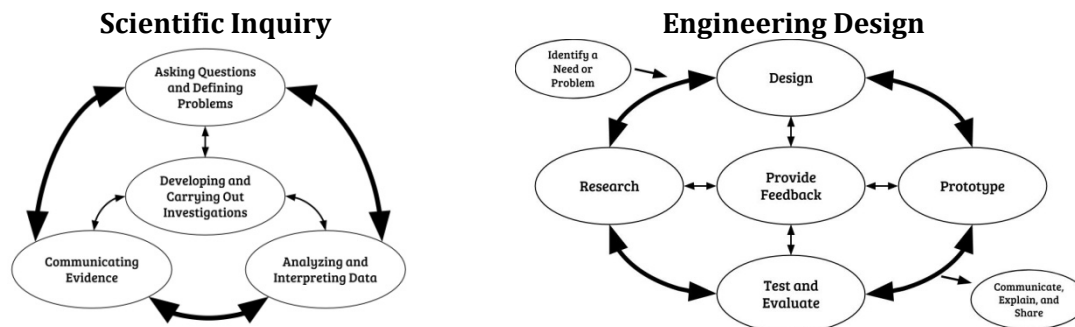 Scientific Inquiry
Asking Questions
and Defining
Problems
Developing and
Carrying Out
Investigations
Communicating
Evidence
Analyzing and
Interpreting Data
Engineering Design
Identify a
Need or
Problem
Design
Research
Provide
Feedback
Prototype
Test and
Evaluate
Communicate,
Explain, and
Share